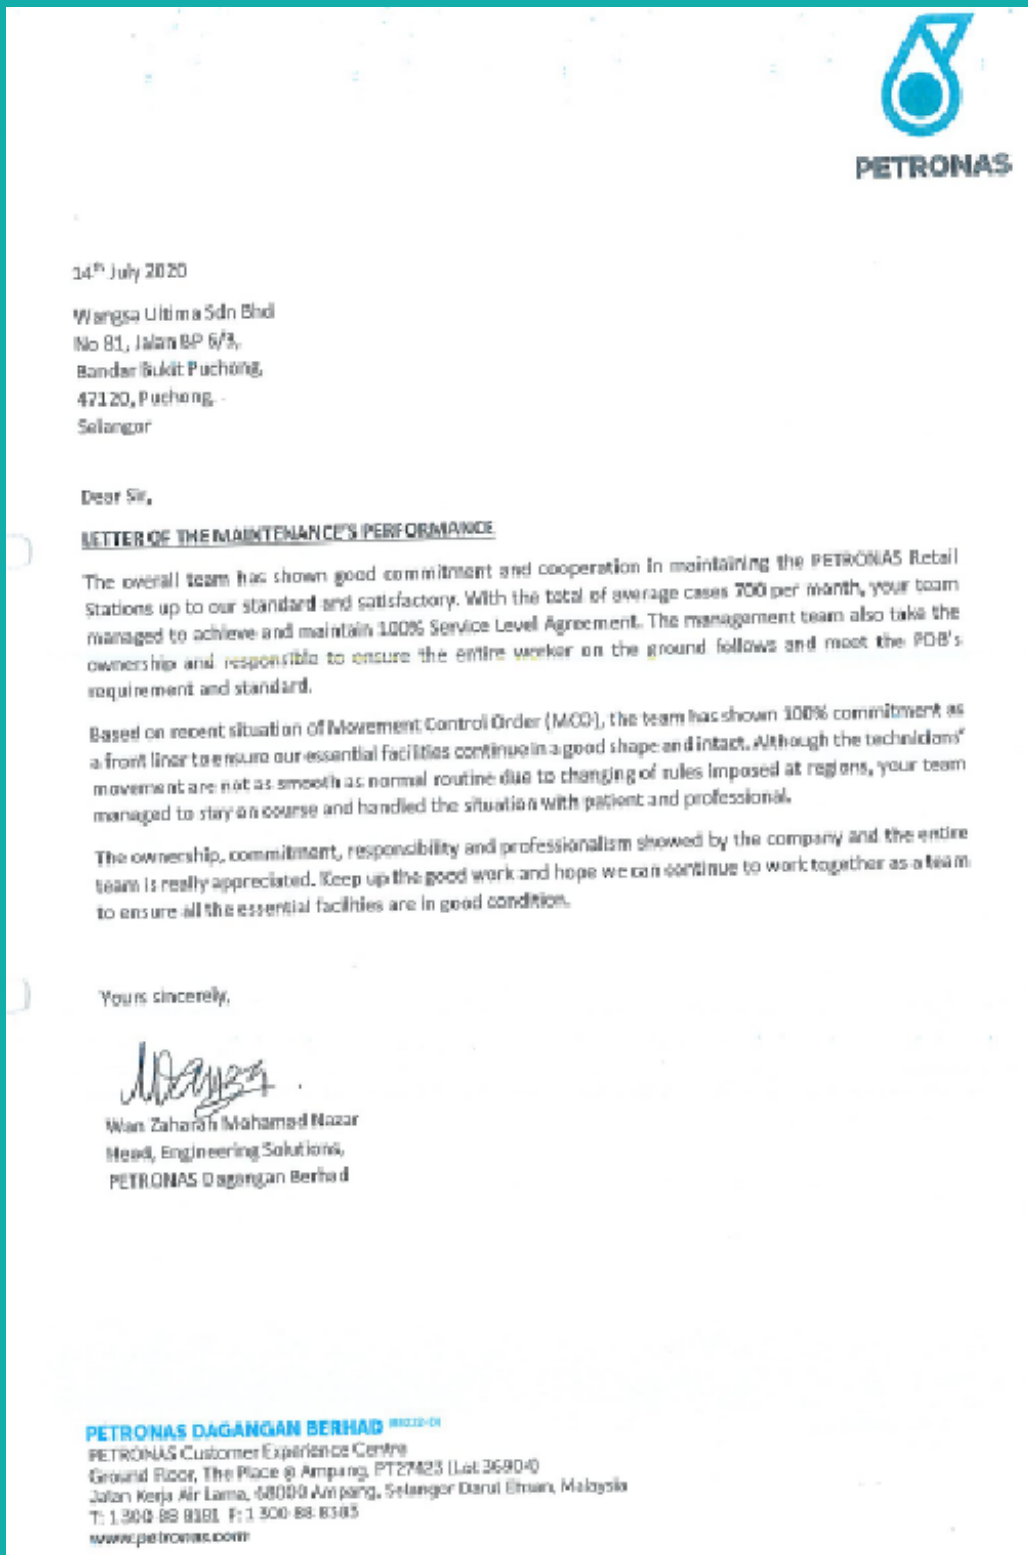 PETRONAS
14th July 2020
Wangsa Ultima Sdn Bhd
No 81, Jalan BP 6/3,
Bandar Bukit Puchong,
47120, Puchong,
Selangor
Dear Sir,
LETTER OF THE MAINTENANCE'S PERFORMANCE
The overall team has shown good commitment and cooperation in maintaining the PETRONAS Retail
Stations up to our standard and satisfactory. With the total of average cases 700 per month, your team
managed to achieve and maintain 100% Service Level Agreement. The management team also take the
ownership and responsible to ensure the entire worker on the ground follows and meet the PDB's
requirement and standard.
Based on recent situation of Movement Control Order (MCO), the team has shown 100% commitment as
a front liner to ensure our essential facilities continue in a good shape and intact. Although the technicians'
movement are not as smooth as normal routine due to changing of rules imposed at regions, your team
managed to stay on course and handled the situation with patient and professional.
The ownership, commitment, responsibility and professionalism showed by the company and the entire
team is really appreciated. Keep up the good work and hope we can continue to work together as a team
to ensure all the essential facilities are in good condition.
Yours sincerely,
Wan Zaharah Mohamed Nazar
Head, Engineering Solutions,
PETRONAS Dagangan Berhad
PETRONAS DAGANGAN BERHAD
PETRONAS Customer Experience Centre
Ground Floor, The Place @ Ampang, PT27423 (Lot 36904)
Jalan Kerja Air Lama, 68000 Ampang, Selangor Darul Ehsan, Malaysia
T: 1 300 88 8181 F: 1 300 88 8383
www.petronas.com